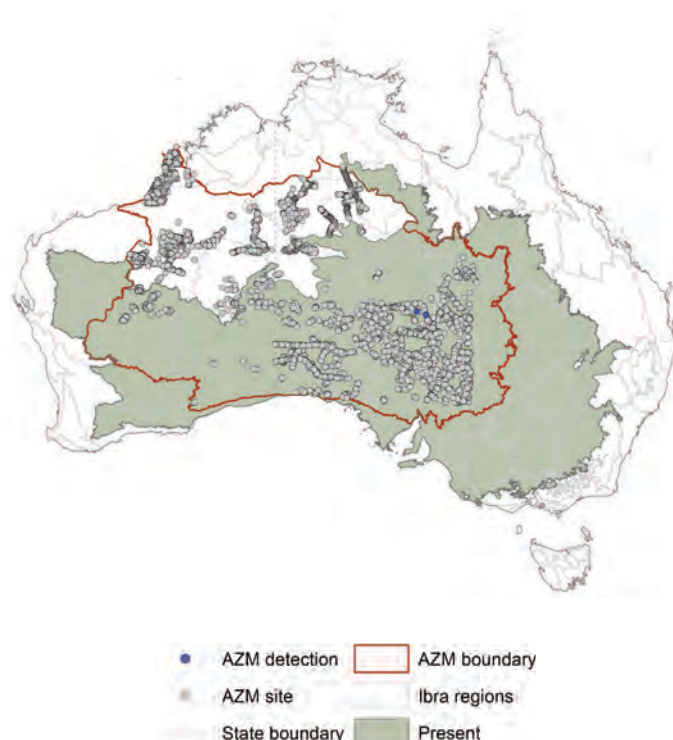 AZM detection AZM boundary
AZM site Ibra regions
State boundary Present